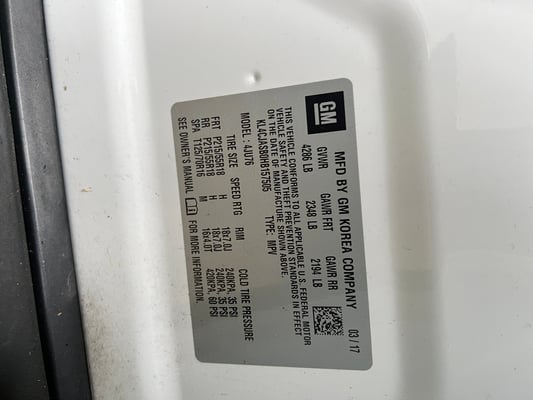 GM MFD BY GM KOREA COMPANY 03/17
GVWR GAWR FRT GAWR RR
4286 LB 2348 LB 2194 LB
THIS VEHICLE CONFORMS TO ALL APPLICABLE U.S. FEDERAL MOTOR
VEHICLE SAFETY AND THEFT PREVENTION STANDARDS IN EFFECT
ON THE DATE OF MANUFACTURE SHOWN ABOVE.
KL4CJASB0HB157505 TYPE: MPV
MODEL: 4JU76
TIRE SIZE SPEED RTG RIM COLD TIRE PRESSURE
FRT P215/55R18 H 18x7.0J 240KPA, 35 PSI
RR P215/55R18 H 18x7.0J 240KPA, 35 PSI
SPA T125/70R16 M 16x4.0T 420KPA, 60 PSI
SEE OWNER'S MANUAL FOR MORE INFORMATION.